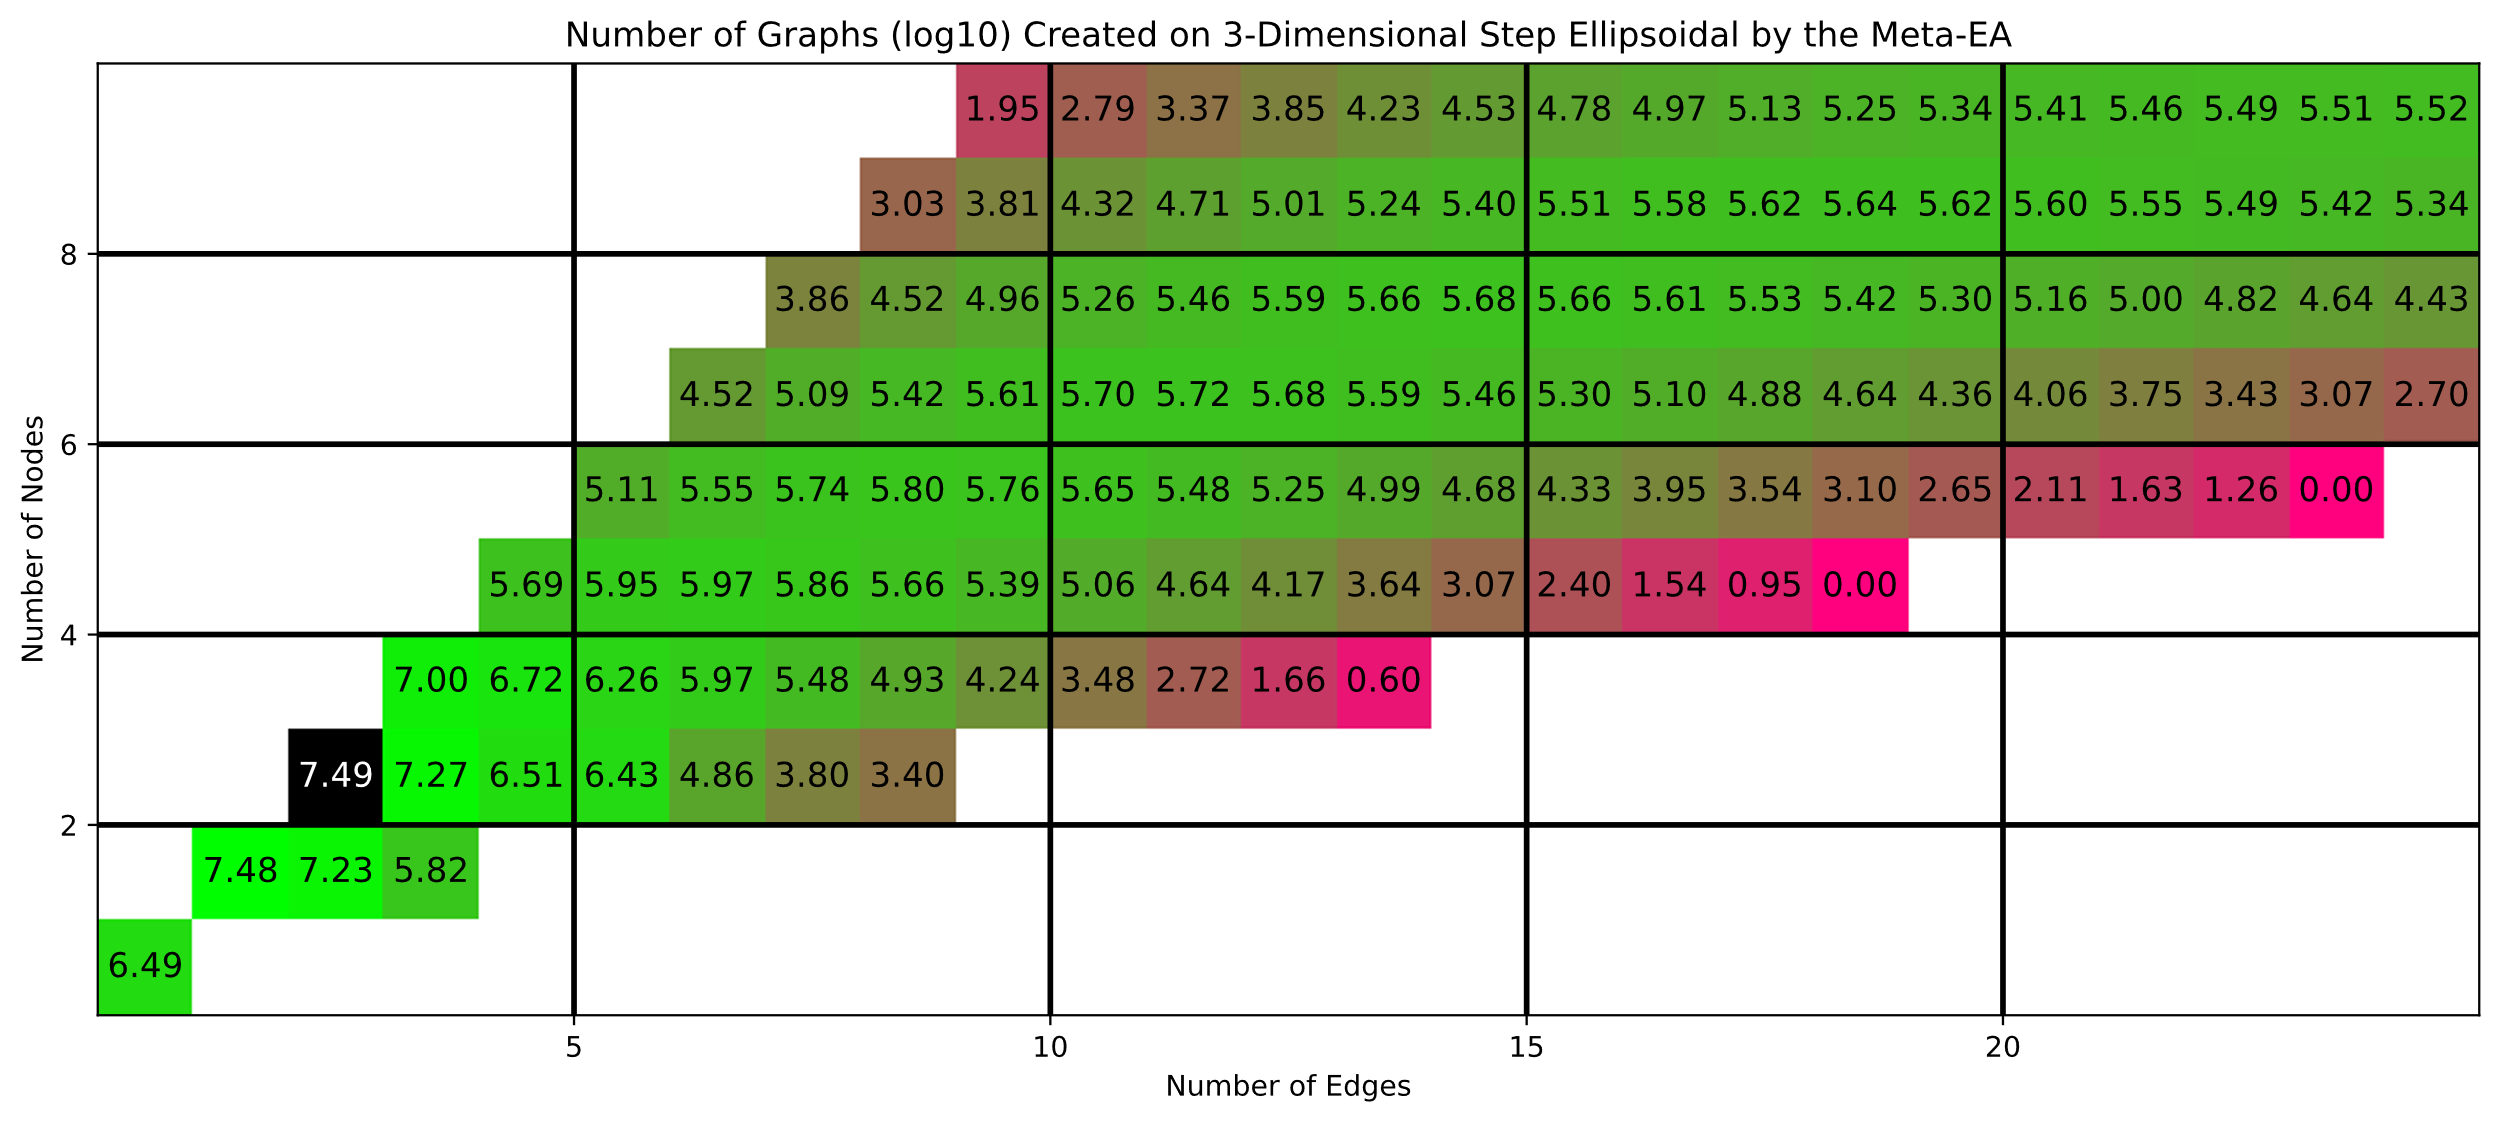 Number of Graphs (log10) Created on 3-Dimensional Step Ellipsoidal by the Meta-EA
1.95 2.79 3.37 3.85 4.23 4.53 4.78 4.97 5.13 5.25 5.34 5.41 5.46 5.49 5.51 5.52
3.03 3.81 4.32 4.71 5.01 5.24 5.40 5.51 5.58 5.62 5.64 5.62 5.60 5.55 5.49 5.42 5.34
8
3.86 4.52 4.96 5.26 5.46 5.59 5.66 5.68 5.66 5.61 5.53 5.42 5.30 5.16 5.00 4.82 4.64 4.43
4.52 5.09 5.42 5.61 5.70 5.72 5.68 5.59 5.46 5.30 5.10 4.88 4.64 4.36 4.06 3.75 3.43 3.07 2.70
6
5.11 5.55 5.74 5.80 5.76 5.65 5.48 5.25 4.99 4.68 4.33 3.95 3.54 3.10 2.65 2.11 1.63 1.26 0.00
Number of Nodes
5.69 5.95 5.97 5.86 5.66 5.39 5.06 4.64 4.17 3.64 3.07 2.40 1.54 0.95 0.00
4
7.00 6.72 6.26 5.97 5.48 4.93 4.24 3.48 2.72 1.66 0.60
7.49 7.27 6.51 6.43 4.86 3.80 3.40
2
7.48 7.23 5.82
6.49
5 10 15 20
Number of Edges